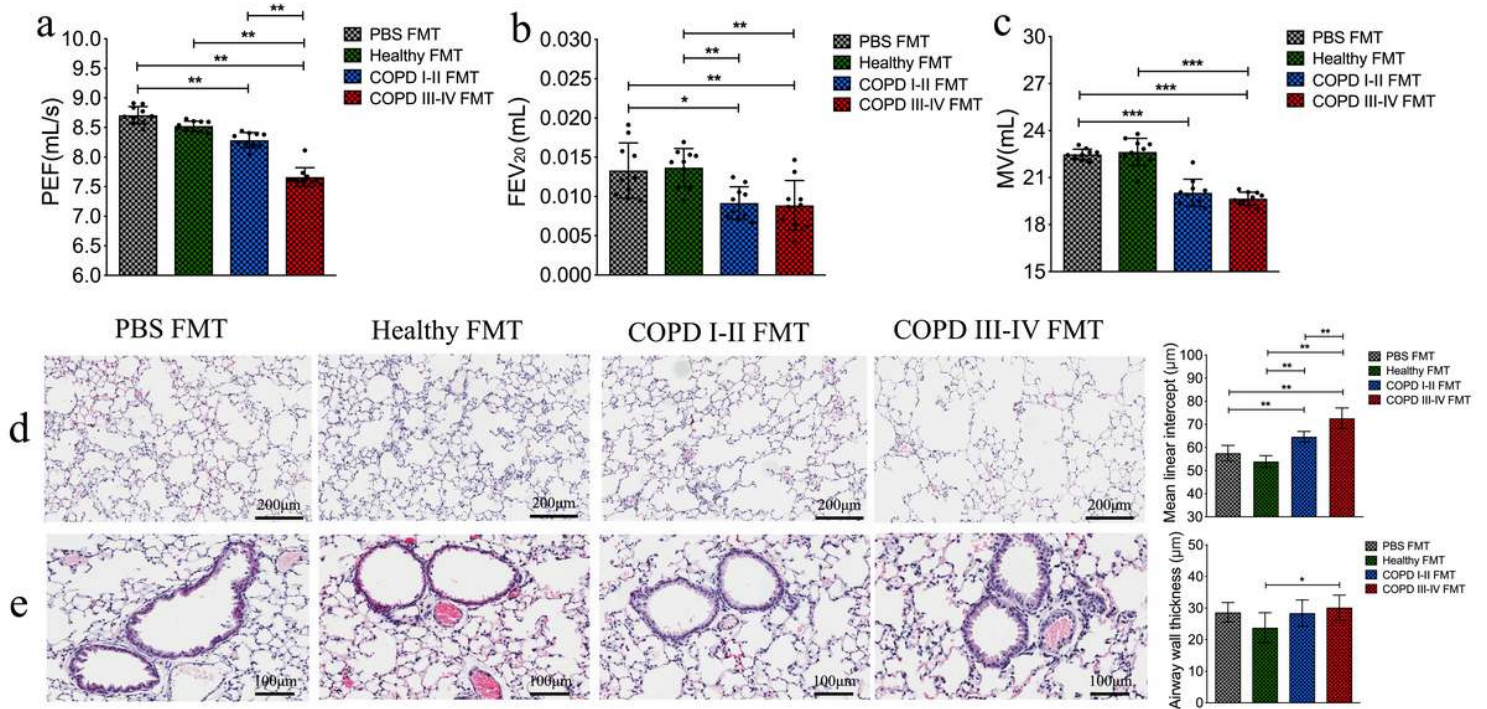 a
**
**
**
**
10.0
9.5
9.0
8.5
8.0
7.5
7.0
6.5
6.0
PEF(mL/s)
PBS FMT
Healthy FMT
COPD I-II FMT
COPD III-IV FMT
b
**
**
**
*
0.030
0.025
0.020
0.015
0.010
0.005
0.000
FEV20 (mL)
PBS FMT
Healthy FMT
COPD I-II FMT
COPD III-IV FMT
c
***
***
***
30
27
24
21
18
15
MV(mL)
PBS FMT
Healthy FMT
COPD I-II FMT
COPD III-IV FMT
PBS FMT
Healthy FMT
COPD I-II FMT
COPD III-IV FMT
d
200μm
200μm
200μm
200μm
**
**
**
**
**
100
90
80
70
60
50
40
30
Mean linear intercept (μm)
PBS FMT
Healthy FMT
COPD I-II FMT
COPD III-IV FMT
e
100μm
100μm
100μm
100μm
*
50
40
30
20
10
0
Airway wall thickness (μm)
PBS FMT
Healthy FMT
COPD I-II FMT
COPD III-IV FMT